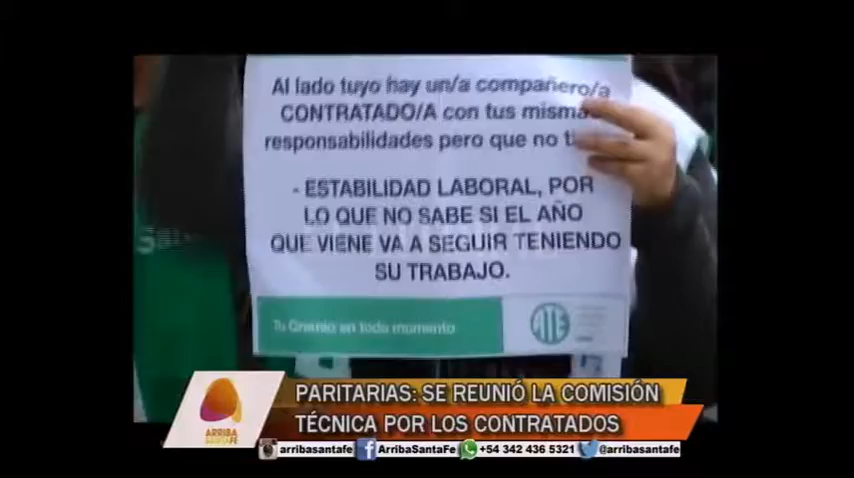 Al lado tuyo hay un/a compañero/a
CONTRATADO/A con tus misma
responsabilidades pero que no
- ESTABILIDAD LABORAL, POR
LO QUE NO SABE SI EL AÑO
QUE VIENE VA A SEGUIR TENIENDO
SU TRABAJO.
Tu Gremio en todo momento
ATE
PARITARIAS: SE REUNIÓ LA COMISIÓN
TÉCNICA POR LOS CONTRATADOS
ARRIBA
SANTA FE
arribasantafe ArribaSantaFe +54 342 436 5321 @arribasantafe